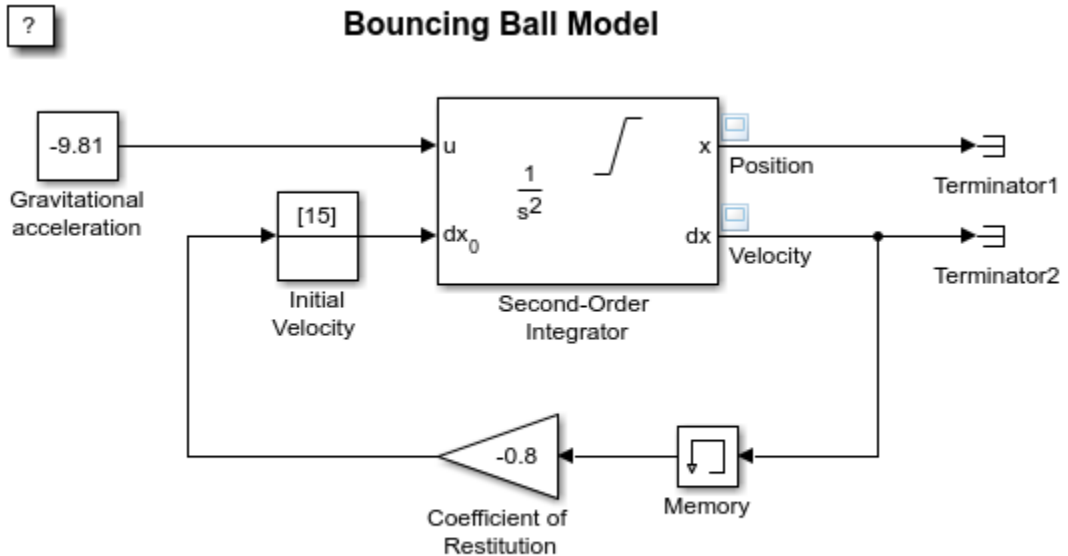 ?
Bouncing Ball Model
-9.81
Gravitational
acceleration
[15]
Initial
Velocity
u
dx0
1
s2
x
dx
Second-Order
Integrator
Position
Velocity
Terminator1
Terminator2
-0.8
Coefficient of
Restitution
Memory